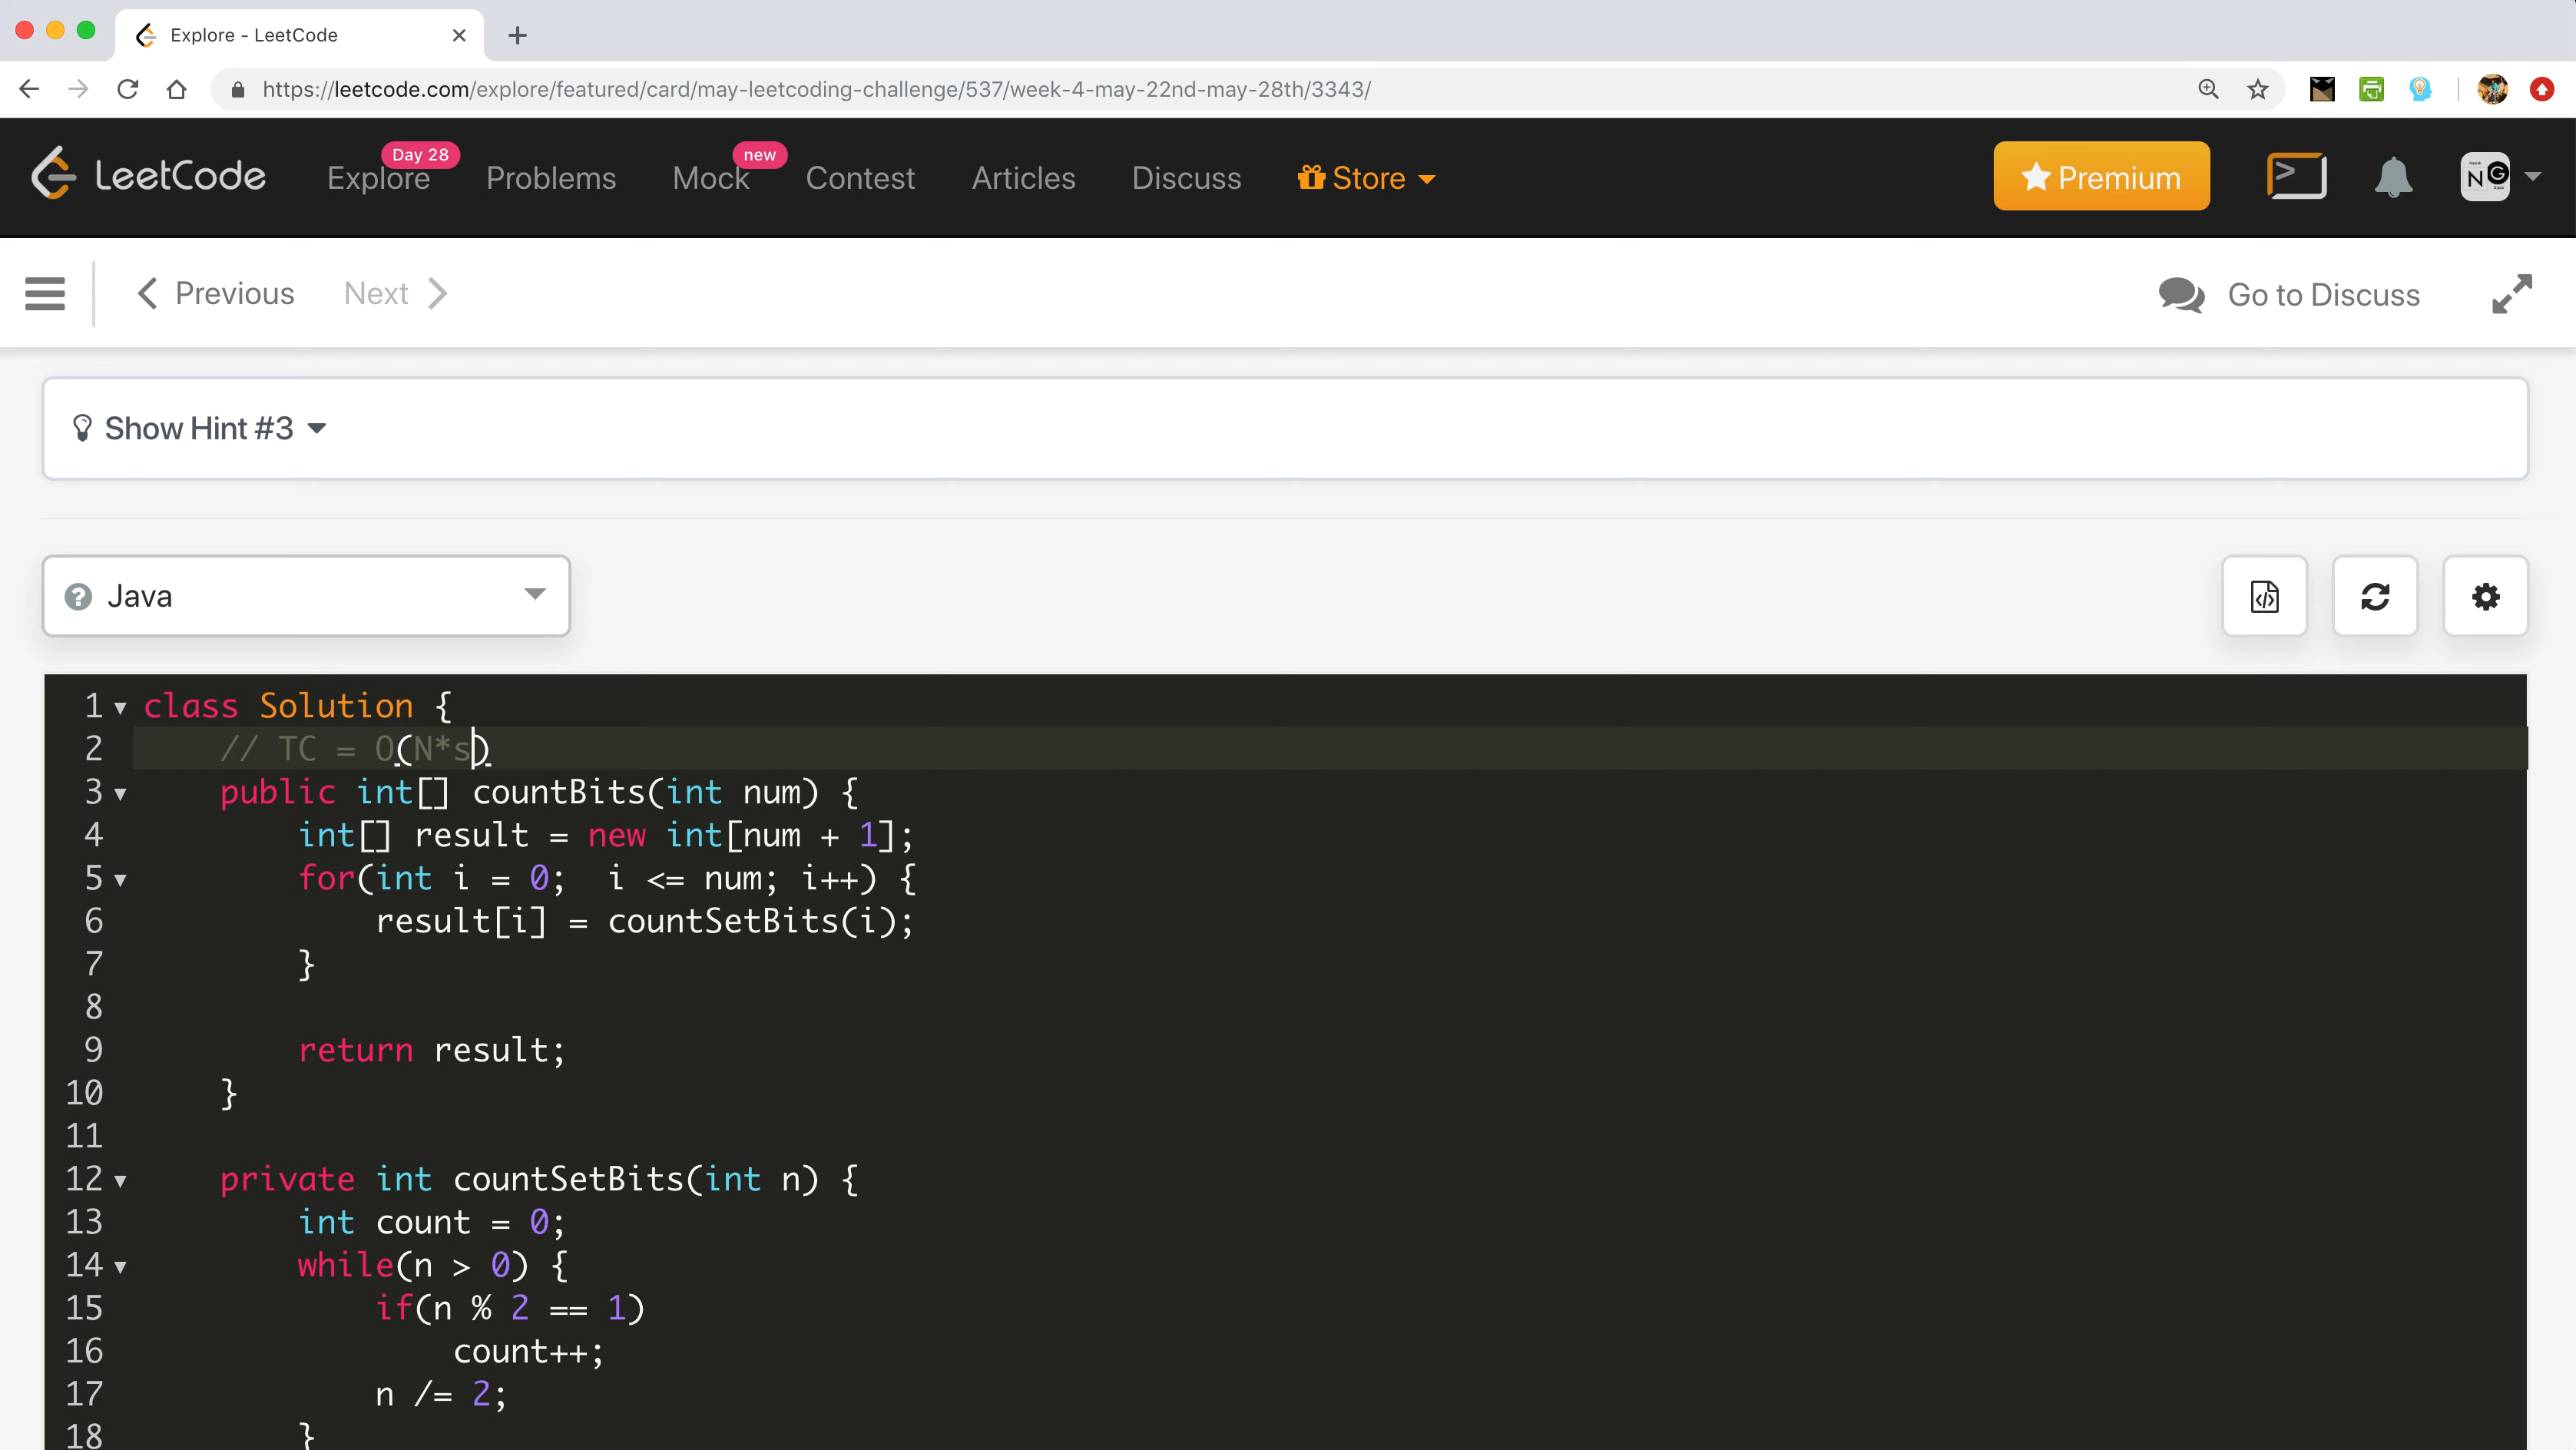 Explore - LeetCode
https://leetcode.com/explore/featured/card/may-leetcoding-challenge/537/week-4-may-22nd-may-28th/3343/
LeetCode
Explore
Day 28
Problems
Mock
new
Contest
Articles
Discuss
Store
Premium
N G
Previous
Next
Go to Discuss
Show Hint #3
Java
1 class Solution {
2 // TC = O(N*s)
3 public int[] countBits(int num) {
4 int[] result = new int[num + 1];
5 for(int i = 0; i <= num; i++) {
6 result[i] = countSetBits(i);
7 }
8
9 return result;
10 }
11
12 private int countSetBits(int n) {
13 int count = 0;
14 while(n > 0) {
15 if(n % 2 == 1)
16 count++;
17 n /= 2;
18 }